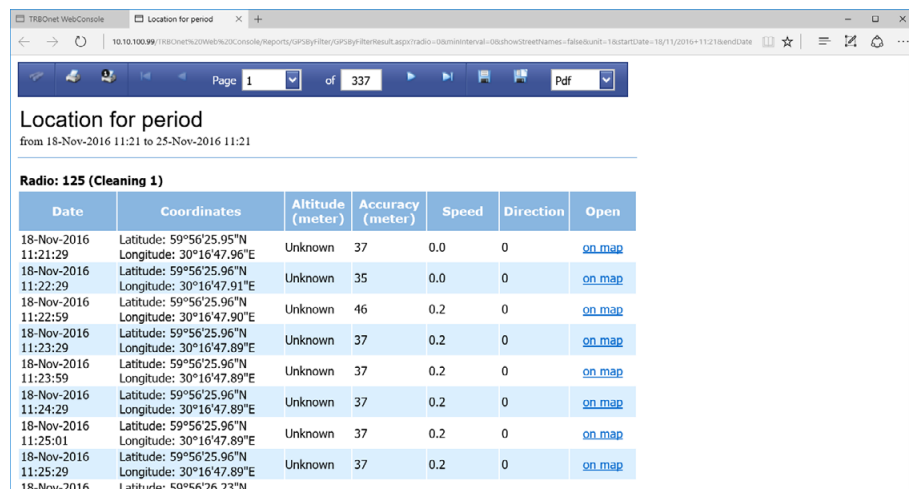 TRBOnet WebConsole
Location for period
10.10.100.99/TRBOnet%20Web%20Console/Reports/GPSByFilter/GPSByFilterResult.aspx?radio=0&minInterval=0&showStreetNames=false&unit=1&startDate=18/11/2016+11:21&endDate
Page 1 of 337 Pdf
Location for period
from 18-Nov-2016 11:21 to 25-Nov-2016 11:21
Radio: 125 (Cleaning 1)
Date Coordinates Altitude (meter) Accuracy (meter) Speed Direction Open
18-Nov-2016 Latitude: 59°56'25.95"N
11:21:29 Longitude: 30°16'47.96"E Unknown 37 0.0 0 on map
18-Nov-2016 Latitude: 59°56'25.96"N
11:22:29 Longitude: 30°16'47.91"E Unknown 35 0.0 0 on map
18-Nov-2016 Latitude: 59°56'25.96"N
11:22:59 Longitude: 30°16'47.90"E Unknown 46 0.2 0 on map
18-Nov-2016 Latitude: 59°56'25.96"N
11:23:29 Longitude: 30°16'47.89"E Unknown 37 0.2 0 on map
18-Nov-2016 Latitude: 59°56'25.96"N
11:23:59 Longitude: 30°16'47.89"E Unknown 37 0.2 0 on map
18-Nov-2016 Latitude: 59°56'25.96"N
11:24:29 Longitude: 30°16'47.89"E Unknown 37 0.2 0 on map
18-Nov-2016 Latitude: 59°56'25.96"N
11:25:01 Longitude: 30°16'47.89"E Unknown 37 0.2 0 on map
18-Nov-2016 Latitude: 59°56'25.96"N
11:25:29 Longitude: 30°16'47.89"E Unknown 37 0.2 0 on map
18-Nov-2016 Latitude: 59°56'26.23"N